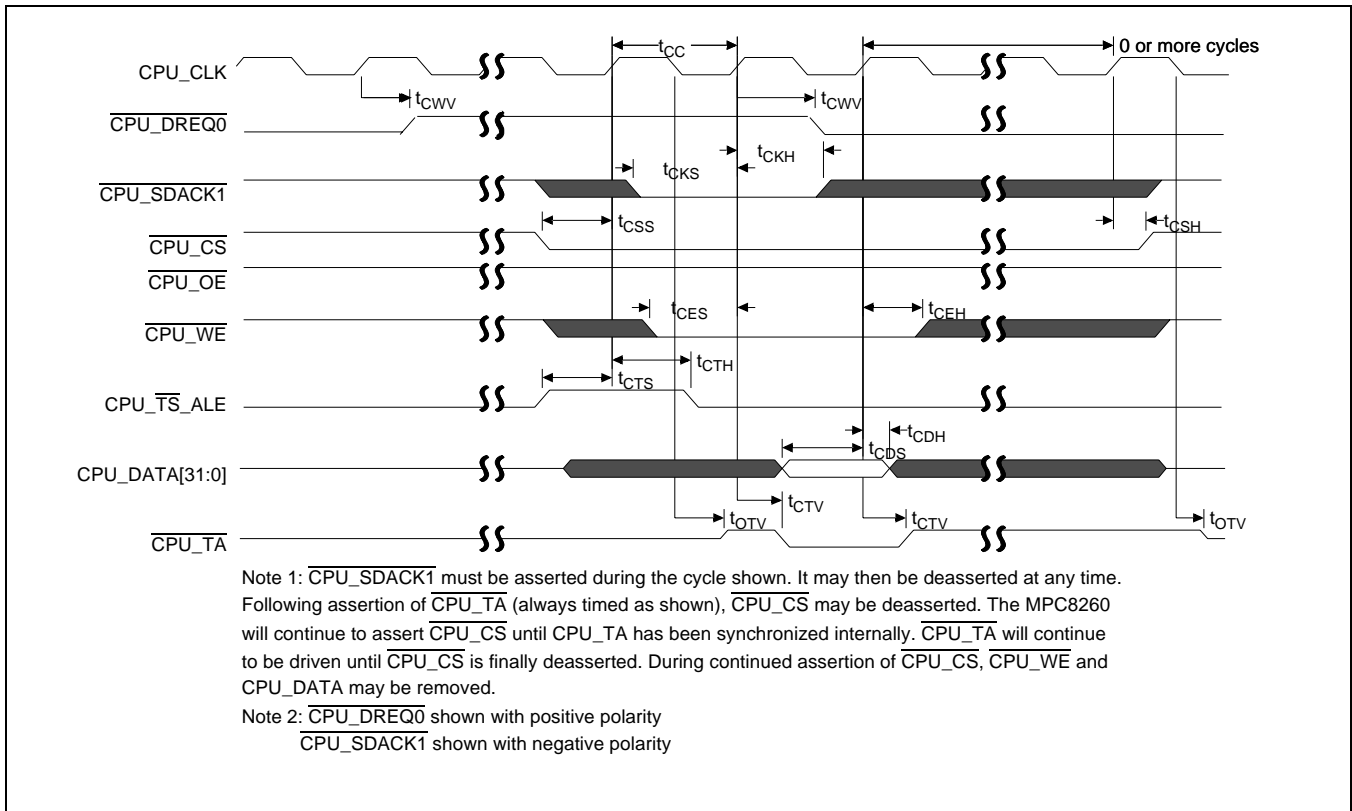 t_CC
0 or more cycles
CPU_CLK
t_CWV
t_CWV
CPU_DREQ0
t_CKH
t_CKS
CPU_SDACK1
t_CSS
t_CSH
CPU_CS
CPU_OE
t_CES
t_CEH
CPU_WE
t_CTH
t_CTS
CPU_TS_ALE
t_CDH
t_CDS
CPU_DATA[31:0]
t_CTV
t_OTV
t_CTV
t_OTV
CPU_TA
Note 1: CPU_SDACK1 must be asserted during the cycle shown. It may then be deasserted at any time.
Following assertion of CPU_TA (always timed as shown), CPU_CS may be deasserted. The MPC8260
will continue to assert CPU_CS until CPU_TA has been synchronized internally. CPU_TA will continue
to be driven until CPU_CS is finally deasserted. During continued assertion of CPU_CS, CPU_WE and
CPU_DATA may be removed.
Note 2: CPU_DREQ0 shown with positive polarity
CPU_SDACK1 shown with negative polarity